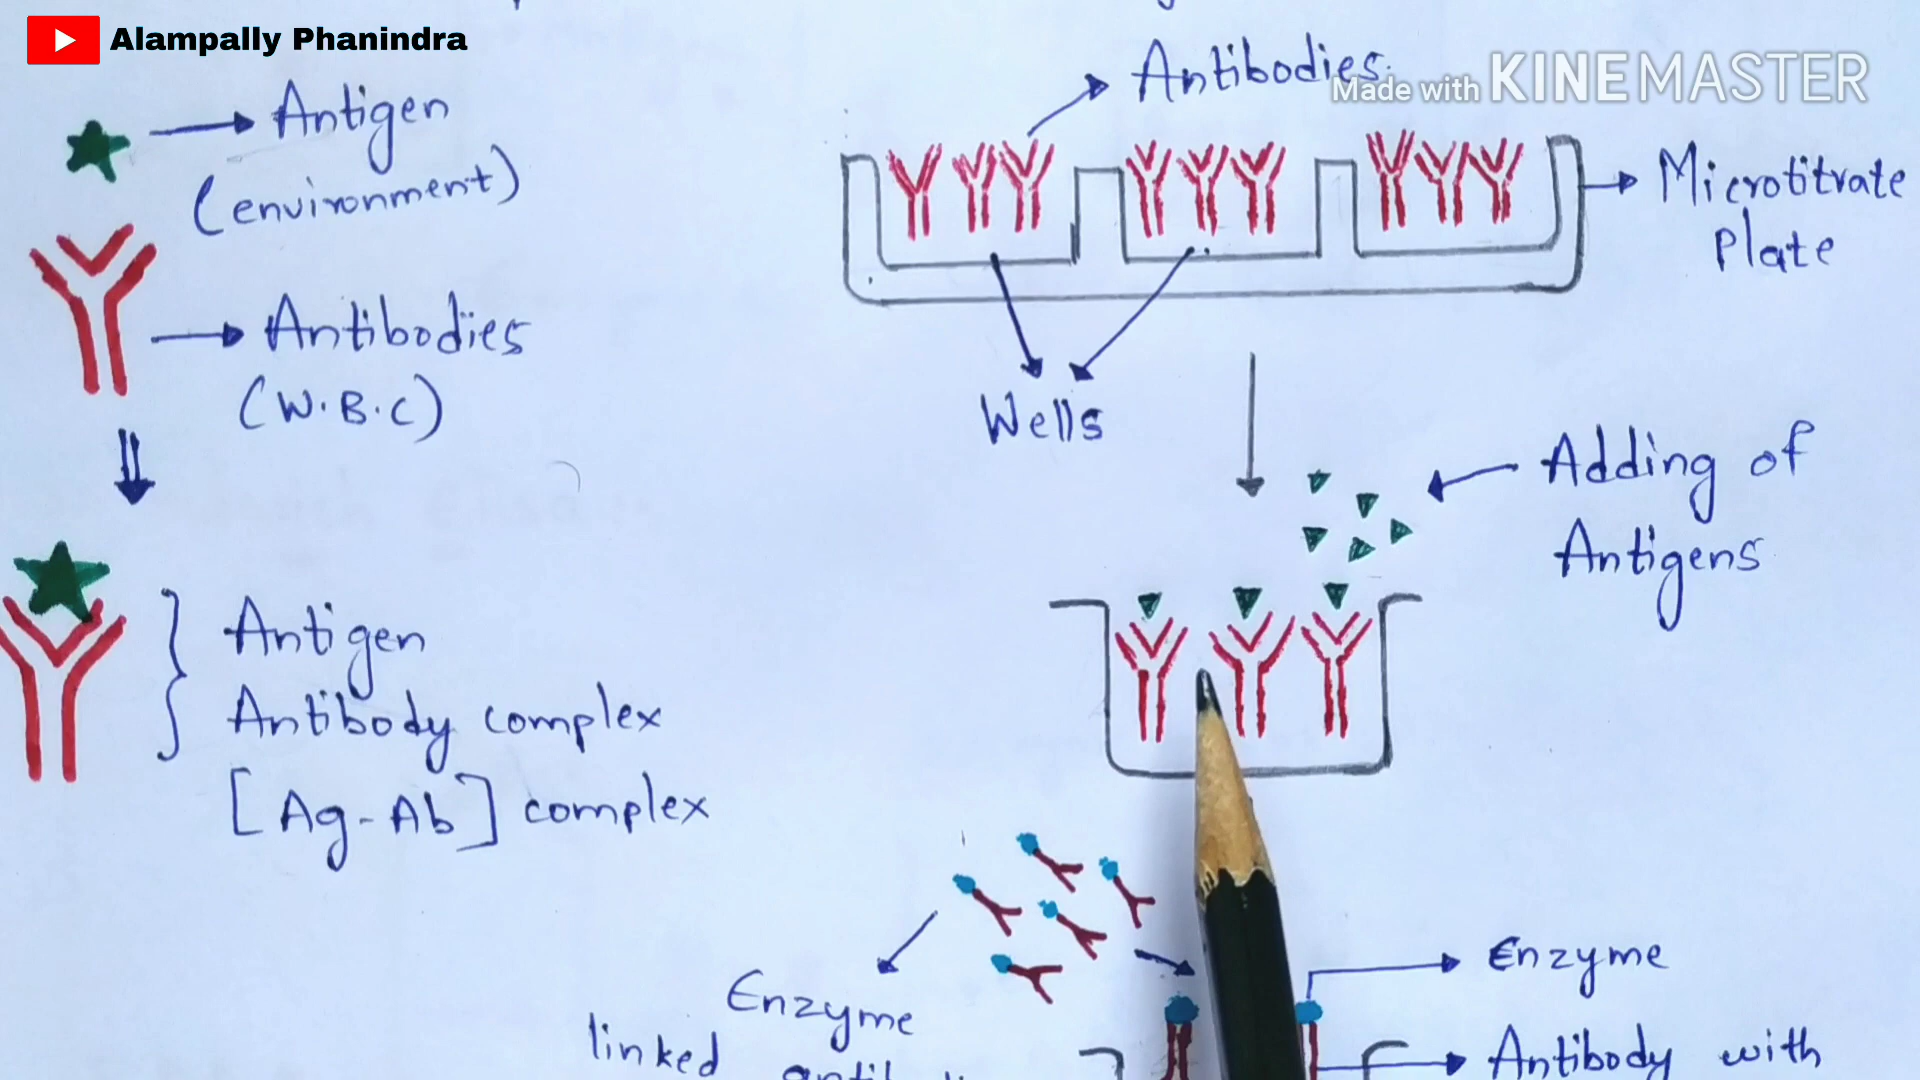 Alampally Phanindra
Antigen
(environment)
Antibodies
(W.B.C)
Antigen
Antibody complex
[Ag-Ab] complex
Antibodies
Made with KINEMASTER
Microtitrate
Plate
Wells
Adding of
Antigens
Enzyme
linked
Enzyme
Antibody with